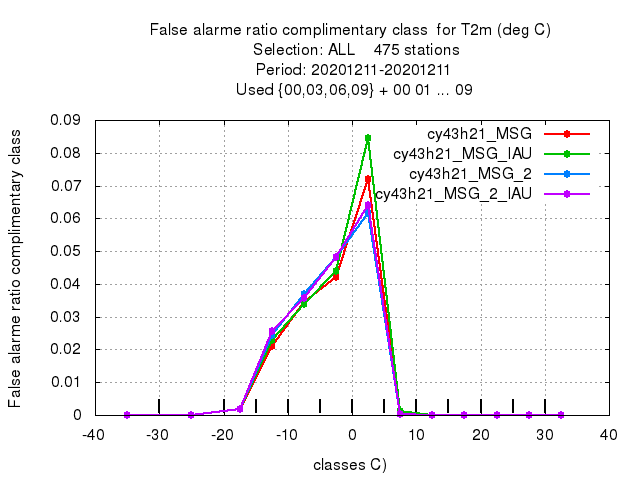 False alarme ratio complimentary class  for T2m (deg C)
Selection: ALL    475 stations
Period: 20201211-20201211
Used {00,03,06,09} + 00 01 ... 09
False alarme ratio complimentary class
0.09
0.08
0.07
0.06
0.05
0.04
0.03
0.02
0.01
0
cy43h21_MSG
cy43h21_MSG_IAU
cy43h21_MSG_2
cy43h21_MSG_2_IAU
-40 -30 -20 -10 0 10 20 30 40
classes C)